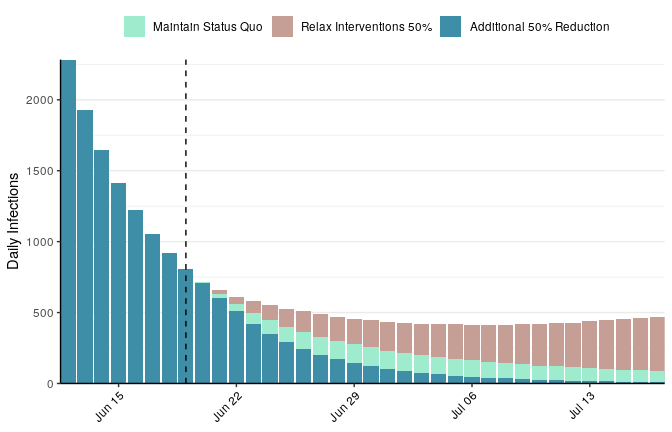 Maintain Status Quo Relax Interventions 50% Additional 50% Reduction
Daily Infections
2000
1500
1000
500
0
Jun 15 Jun 22 Jun 29 Jul 06 Jul 13